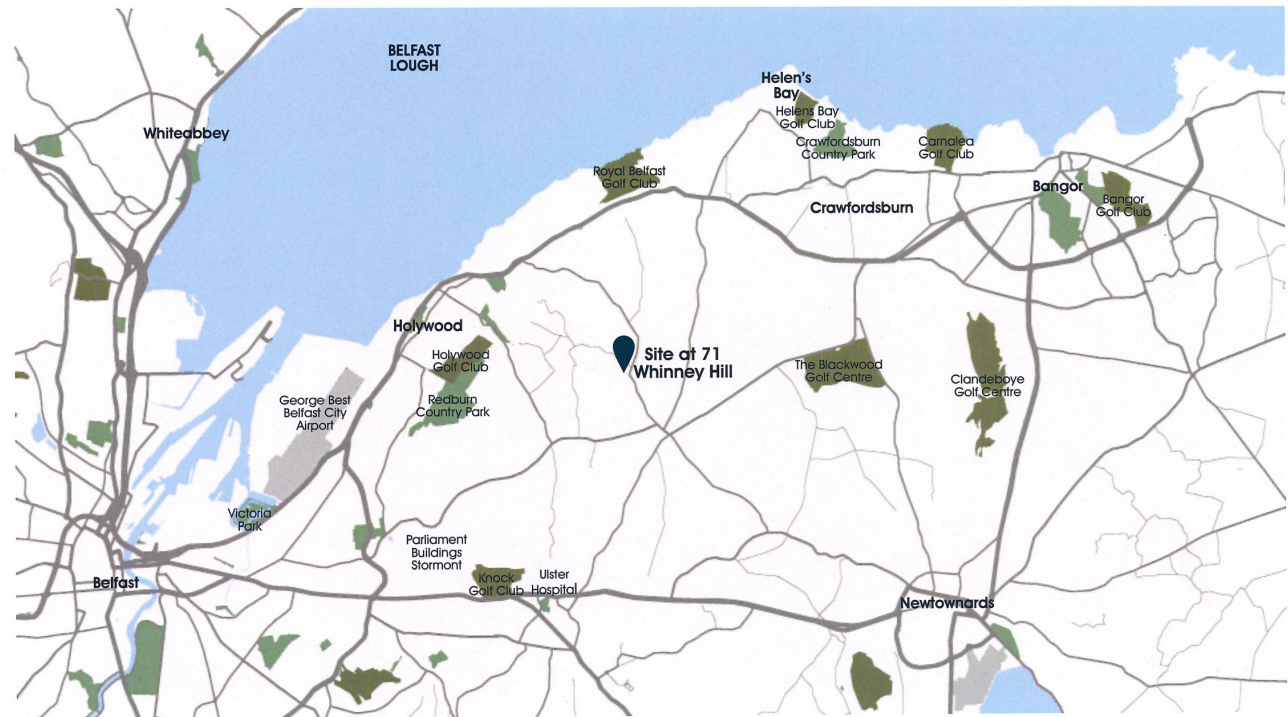 BELFAST
LOUGH
Whiteabbey
Helen's
Bay
Helens Bay
Golf Club
Crawfordsburn
Country Park
Carnalea
Golf Club
Royal Belfast
Golf Club
Bangor
Bangor
Golf Club
Crawfordsburn
Holywood
Holywood
Golf Club
Site at 71
Whinney Hill
The Blackwood
Golf Centre
Clandeboye
Golf Centre
George Best
Belfast City
Airport
Redburn
Country Park
Victoria
Park
Parliament
Buildings
Stormont
Belfast
Knock
Golf Club
Ulster
Hospital
Newtownards